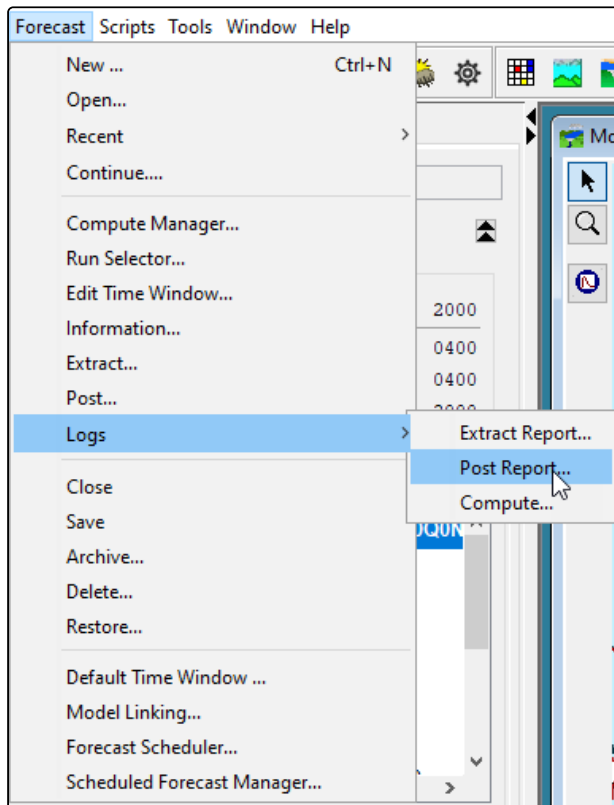 Forecast Scripts Tools Window Help
New ... Ctrl+N
Open...
Recent
Continue....
Mo
Compute Manager...
Run Selector...
Edit Time Window...
2000
Information...
0400
Extract...
0400
Post...
2000
Logs
Extract Report...
Post Report...
Compute...
Close
Save
Archive...
Delete...
Restore...
Default Time Window ...
Model Linking...
Forecast Scheduler...
Scheduled Forecast Manager...